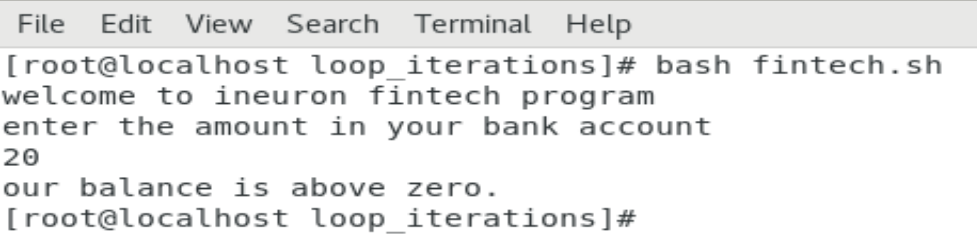 File Edit View Search Terminal Help
[root@localhost loop_iterations]# bash fintech.sh
welcome to ineuron fintech program
enter the amount in your bank account
20
our balance is above zero.
[root@localhost loop_iterations]#